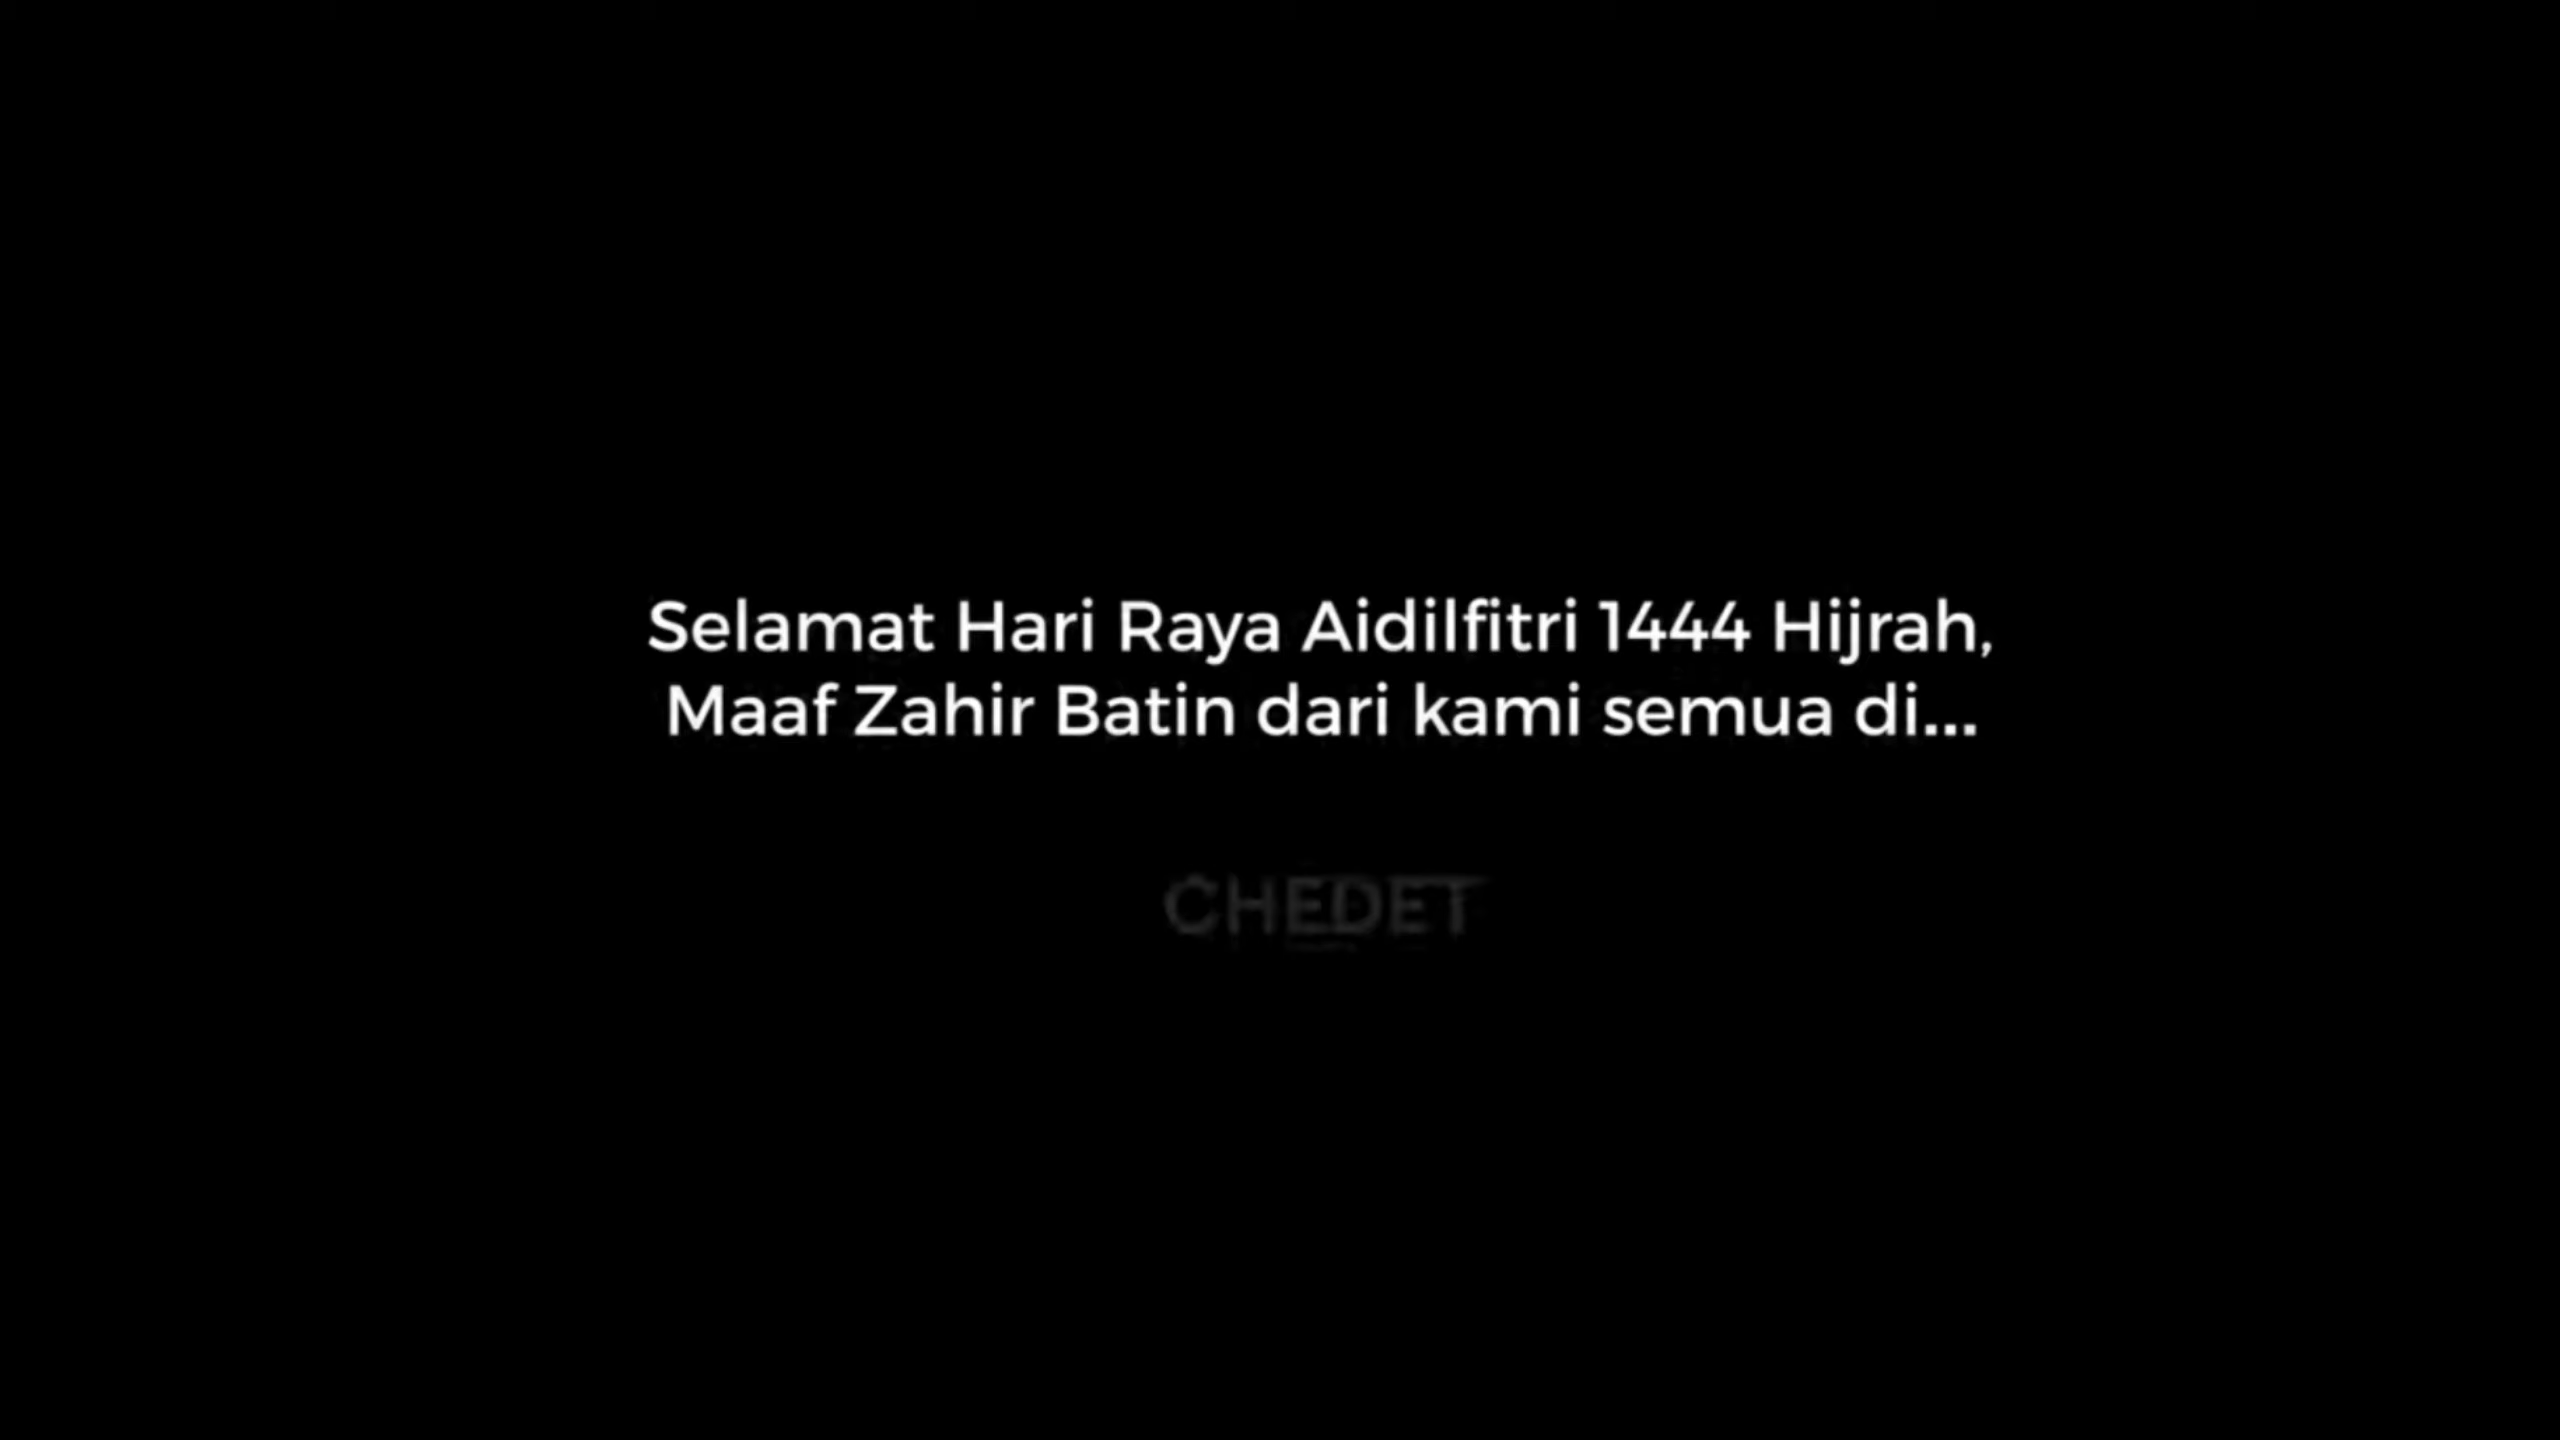 Selamat Hari Raya Aidilfitri 1444 Hijrah,
Maaf Zahir Batin dari kami semua di...
CHEDET